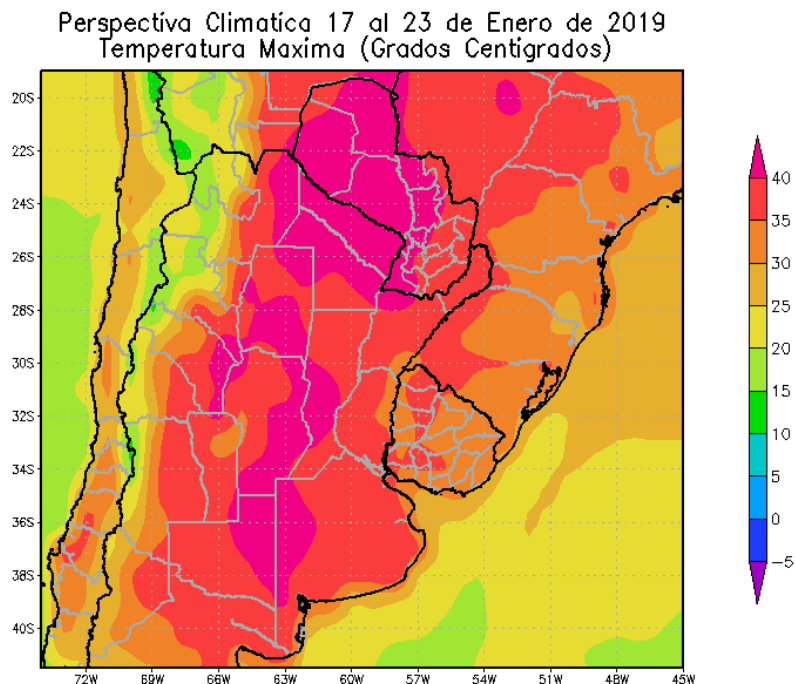 Perspectiva Climatica 17 al 23 de Enero de 2019
Temperatura Maxima (Grados Centigrados)
20S
22S
24S
26S
28S
30S
32S
34S
36S
38S
40S
72W 69W 66W 63W 60W 57W 54W 51W 48W 45W
40
35
30
25
20
15
10
5
0
-5